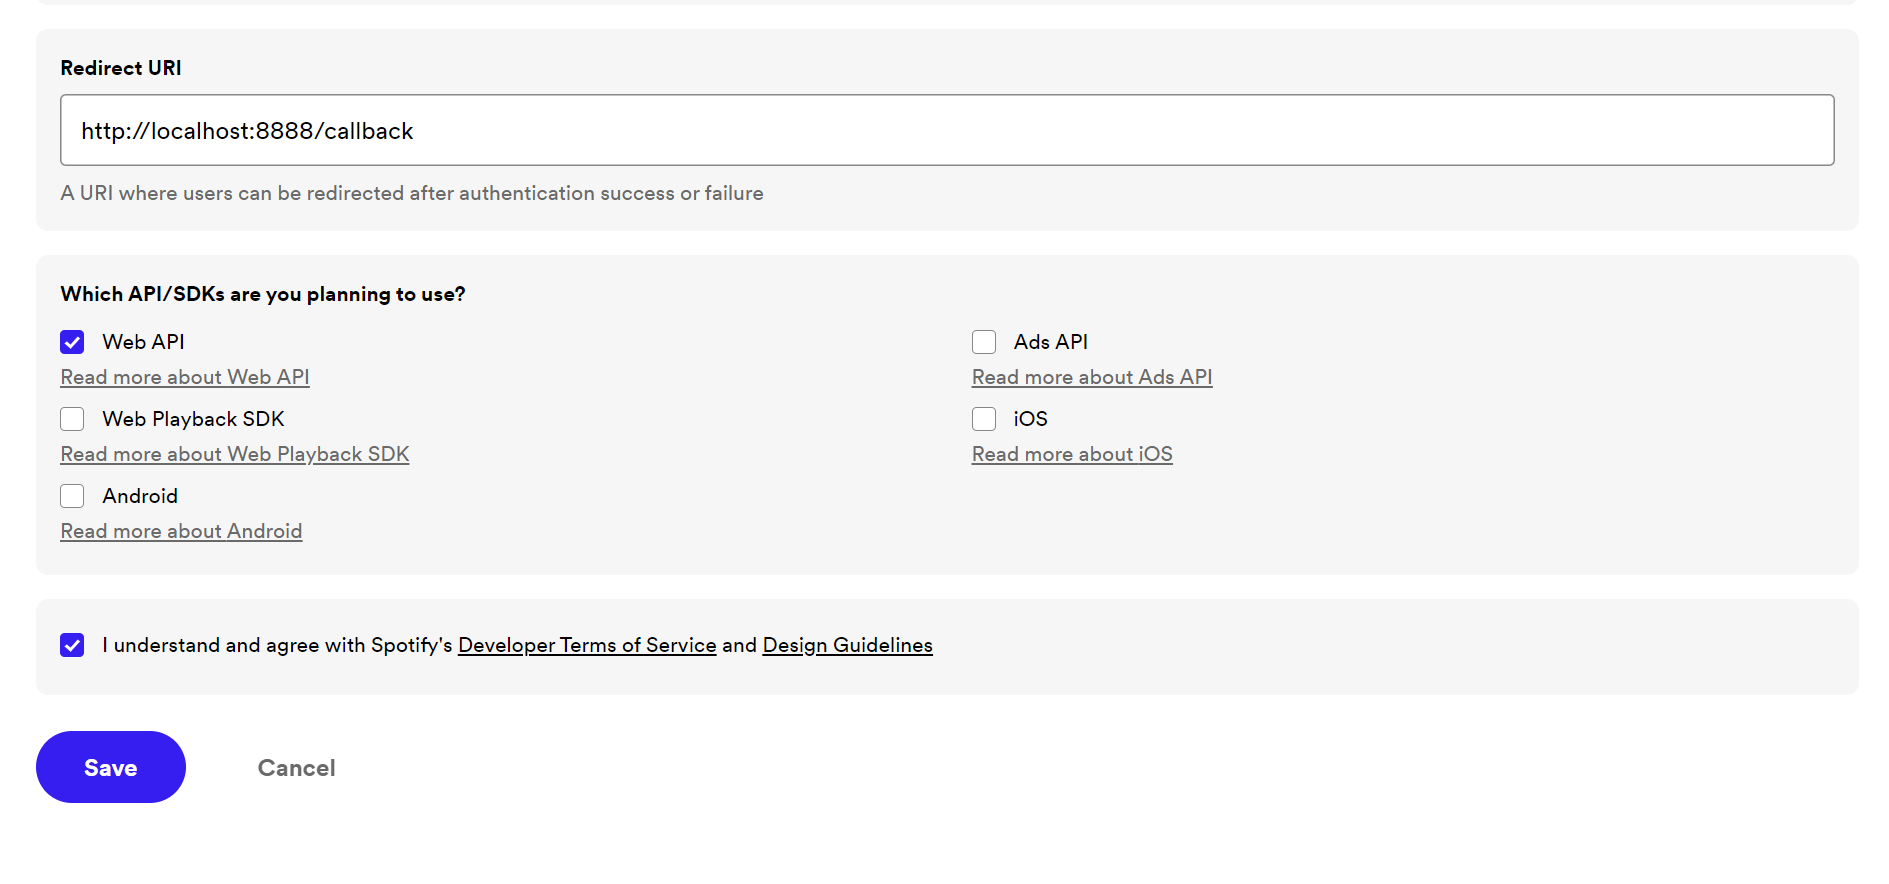 Redirect URI
http://localhost:8888/callback
A URI where users can be redirected after authentication success or failure
Which API/SDKs are you planning to use?
Web API
Read more about Web API
Ads API
Read more about Ads API
Web Playback SDK
Read more about Web Playback SDK
iOS
Read more about iOS
Android
Read more about Android
I understand and agree with Spotify's Developer Terms of Service and Design Guidelines
Save
Cancel